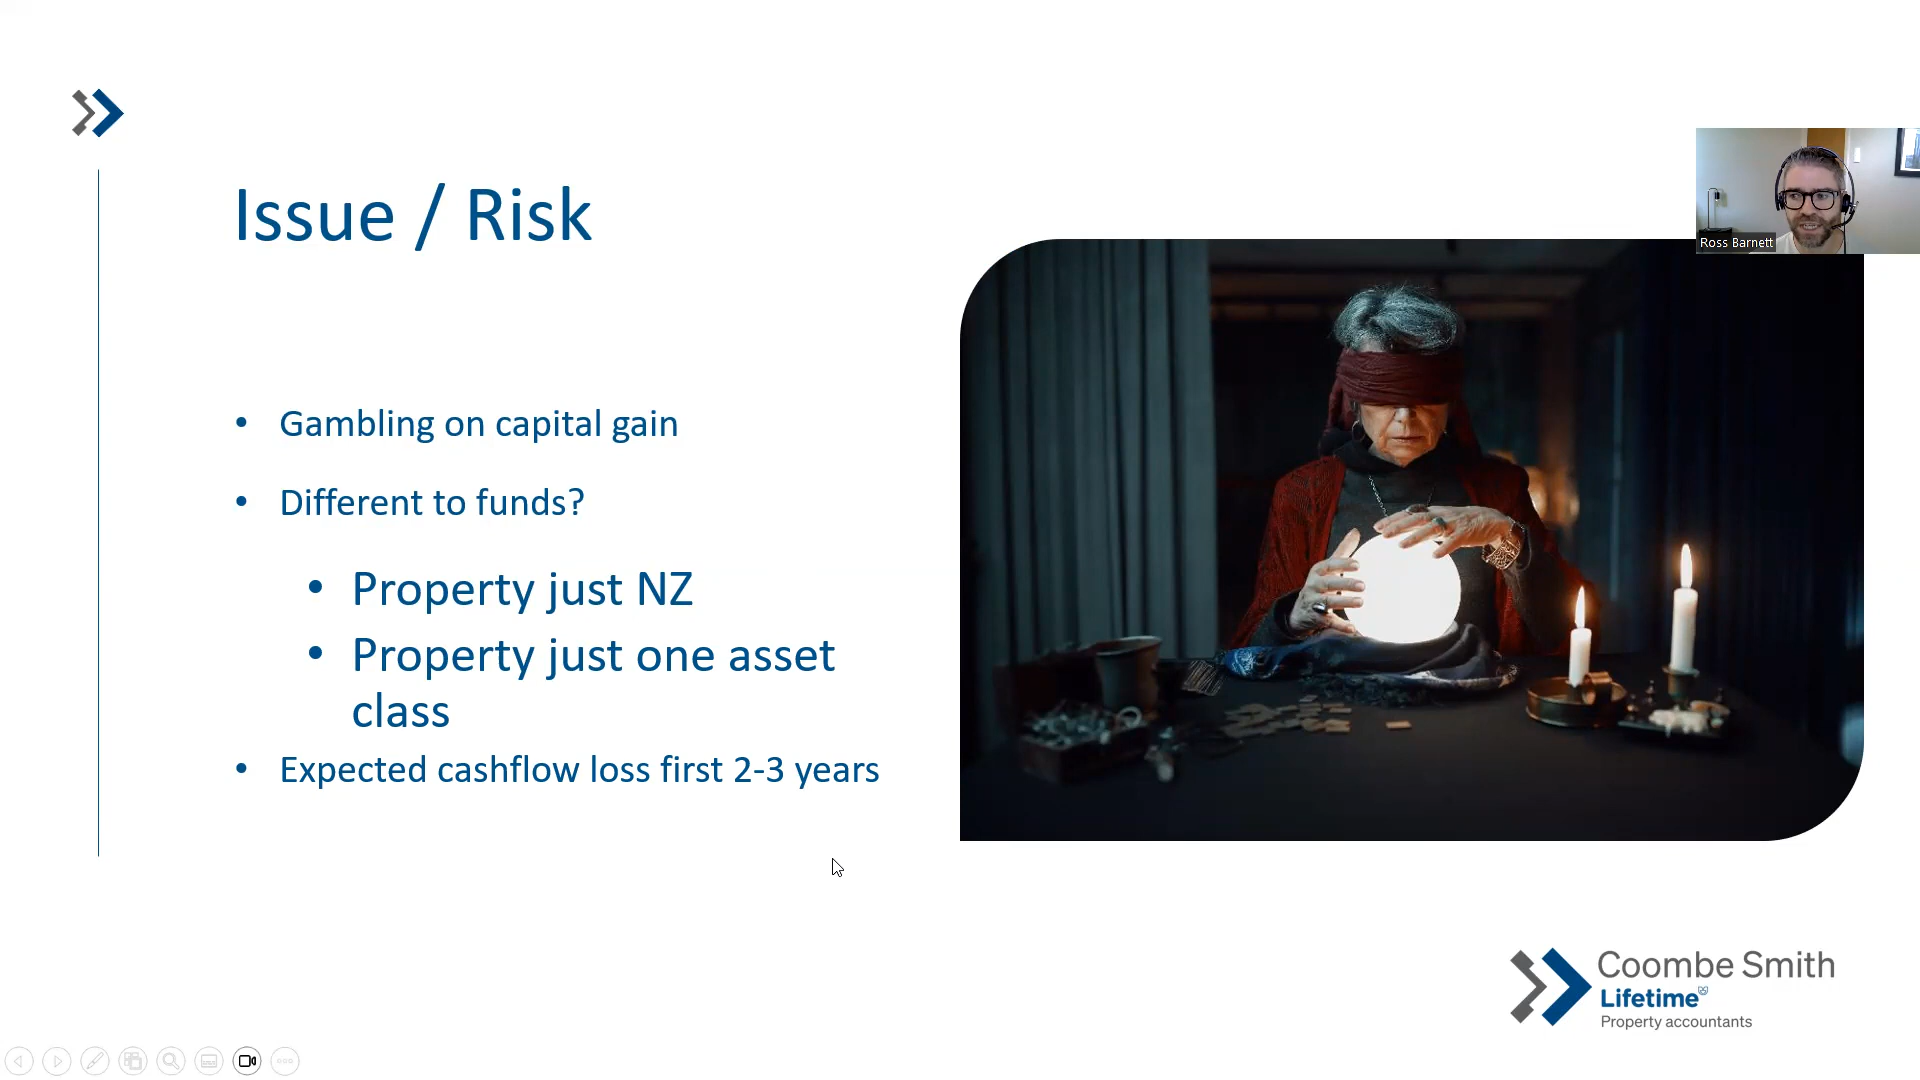 Issue / Risk
Ross Barnett
• Gambling on capital gain
• Different to funds?
• Property just NZ
• Property just one asset
class
• Expected cashflow loss first 2-3 years
Coombe Smith
Lifetime
Property accountants